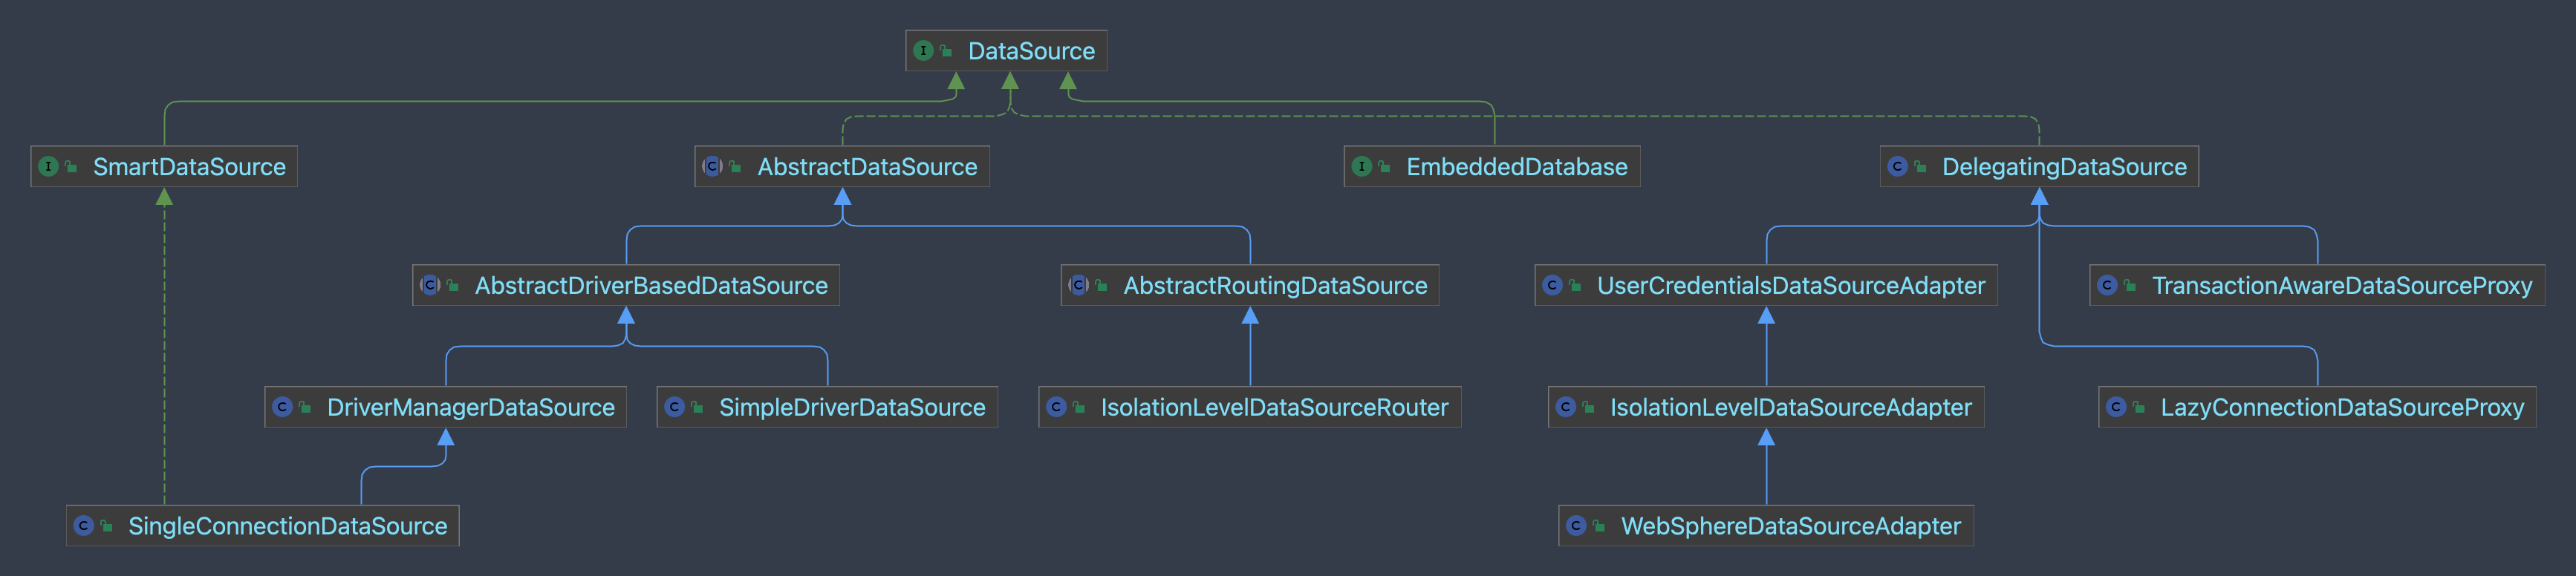 DataSource
SmartDataSource
AbstractDataSource
EmbeddedDatabase
DelegatingDataSource
AbstractDriverBasedDataSource
AbstractRoutingDataSource
UserCredentialsDataSourceAdapter
TransactionAwareDataSourceProxy
DriverManagerDataSource
SimpleDriverDataSource
IsolationLevelDataSourceRouter
IsolationLevelDataSourceAdapter
LazyConnectionDataSourceProxy
SingleConnectionDataSource
WebSphereDataSourceAdapter